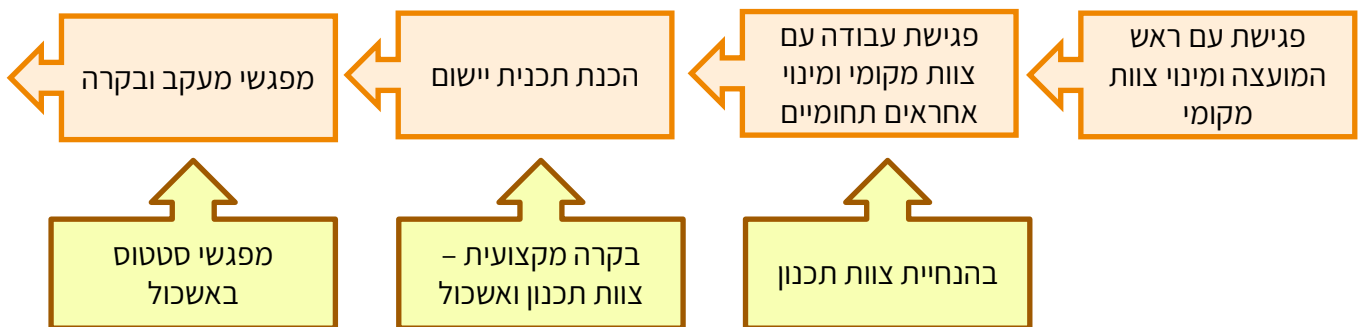 פגישת עם ראש
המועצה ומינוי צוות
מקומי
פגישת עבודה עם
צוות מקומי ומינוי
אחראים תחומיים
הכנת תכנית יישום
מפגשי מעקב ובקרה
בהנחיית צוות תכנון
בקרה מקצועית –
צוות תכנון ואשכול
מפגשי סטטוס
באשכול